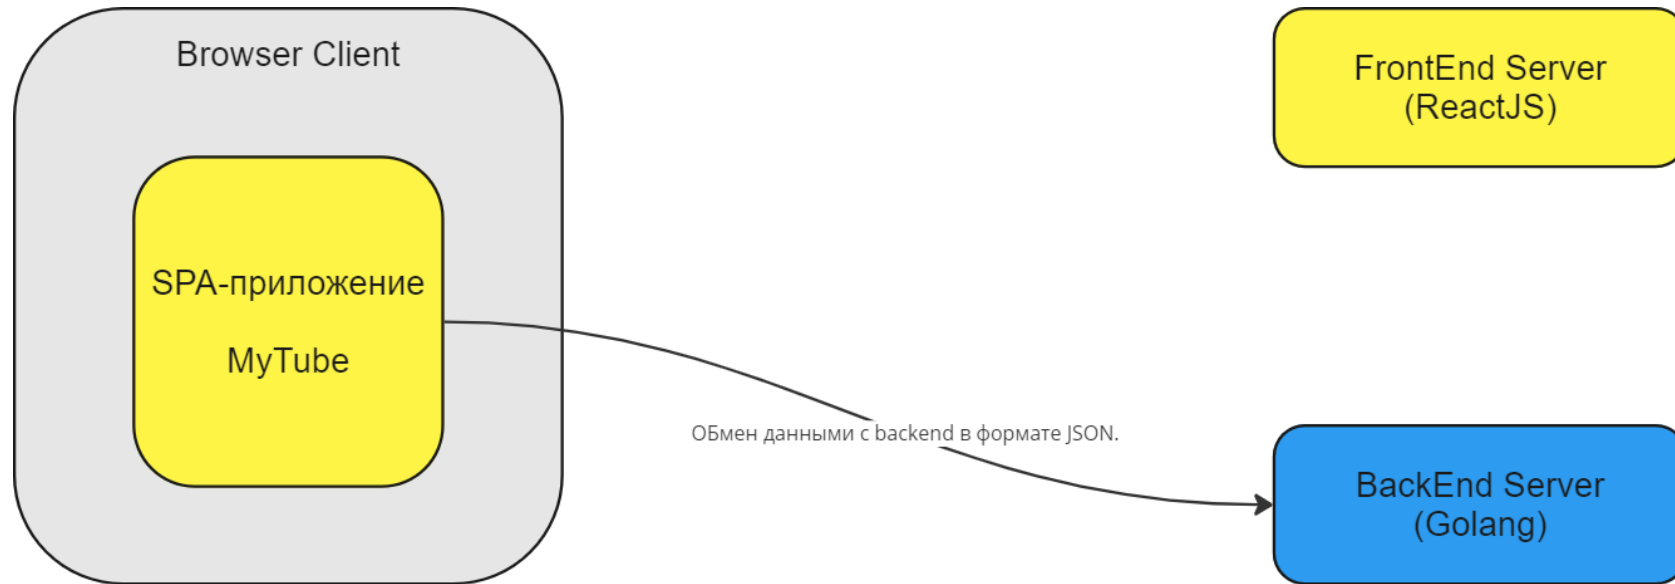 Browser Client
FrontEnd Server
(ReactJS)
SPA-приложение
MyTube
ОБмен данными с backend в формате JSON.
BackEnd Server
(Golang)